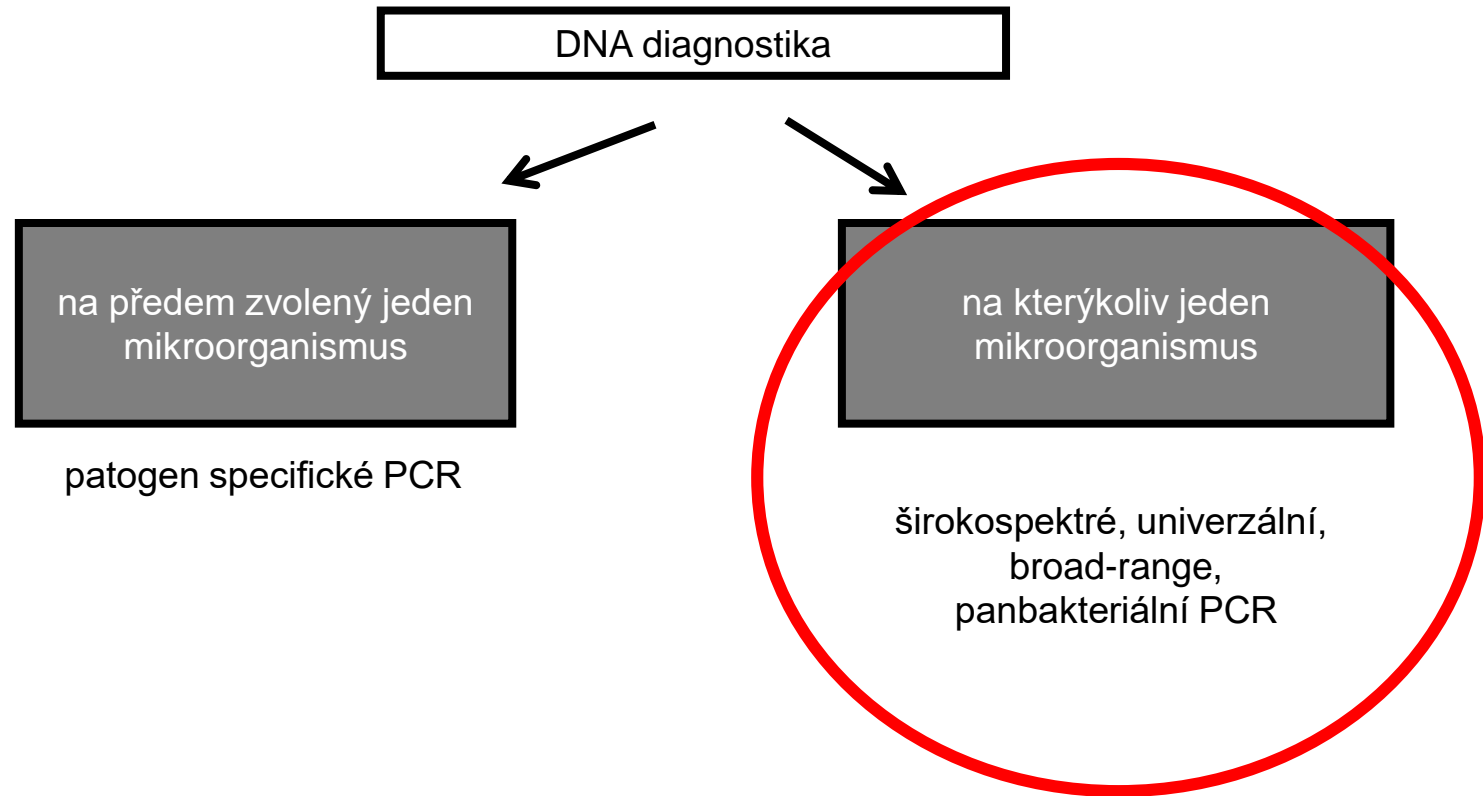 DNA diagnostika
na předem zvolený jeden
mikroorganismus
patogen specifické PCR
na kterýkoliv jeden
mikroorganismus
širokospektré, univerzální,
broad-range,
panbakteriální PCR